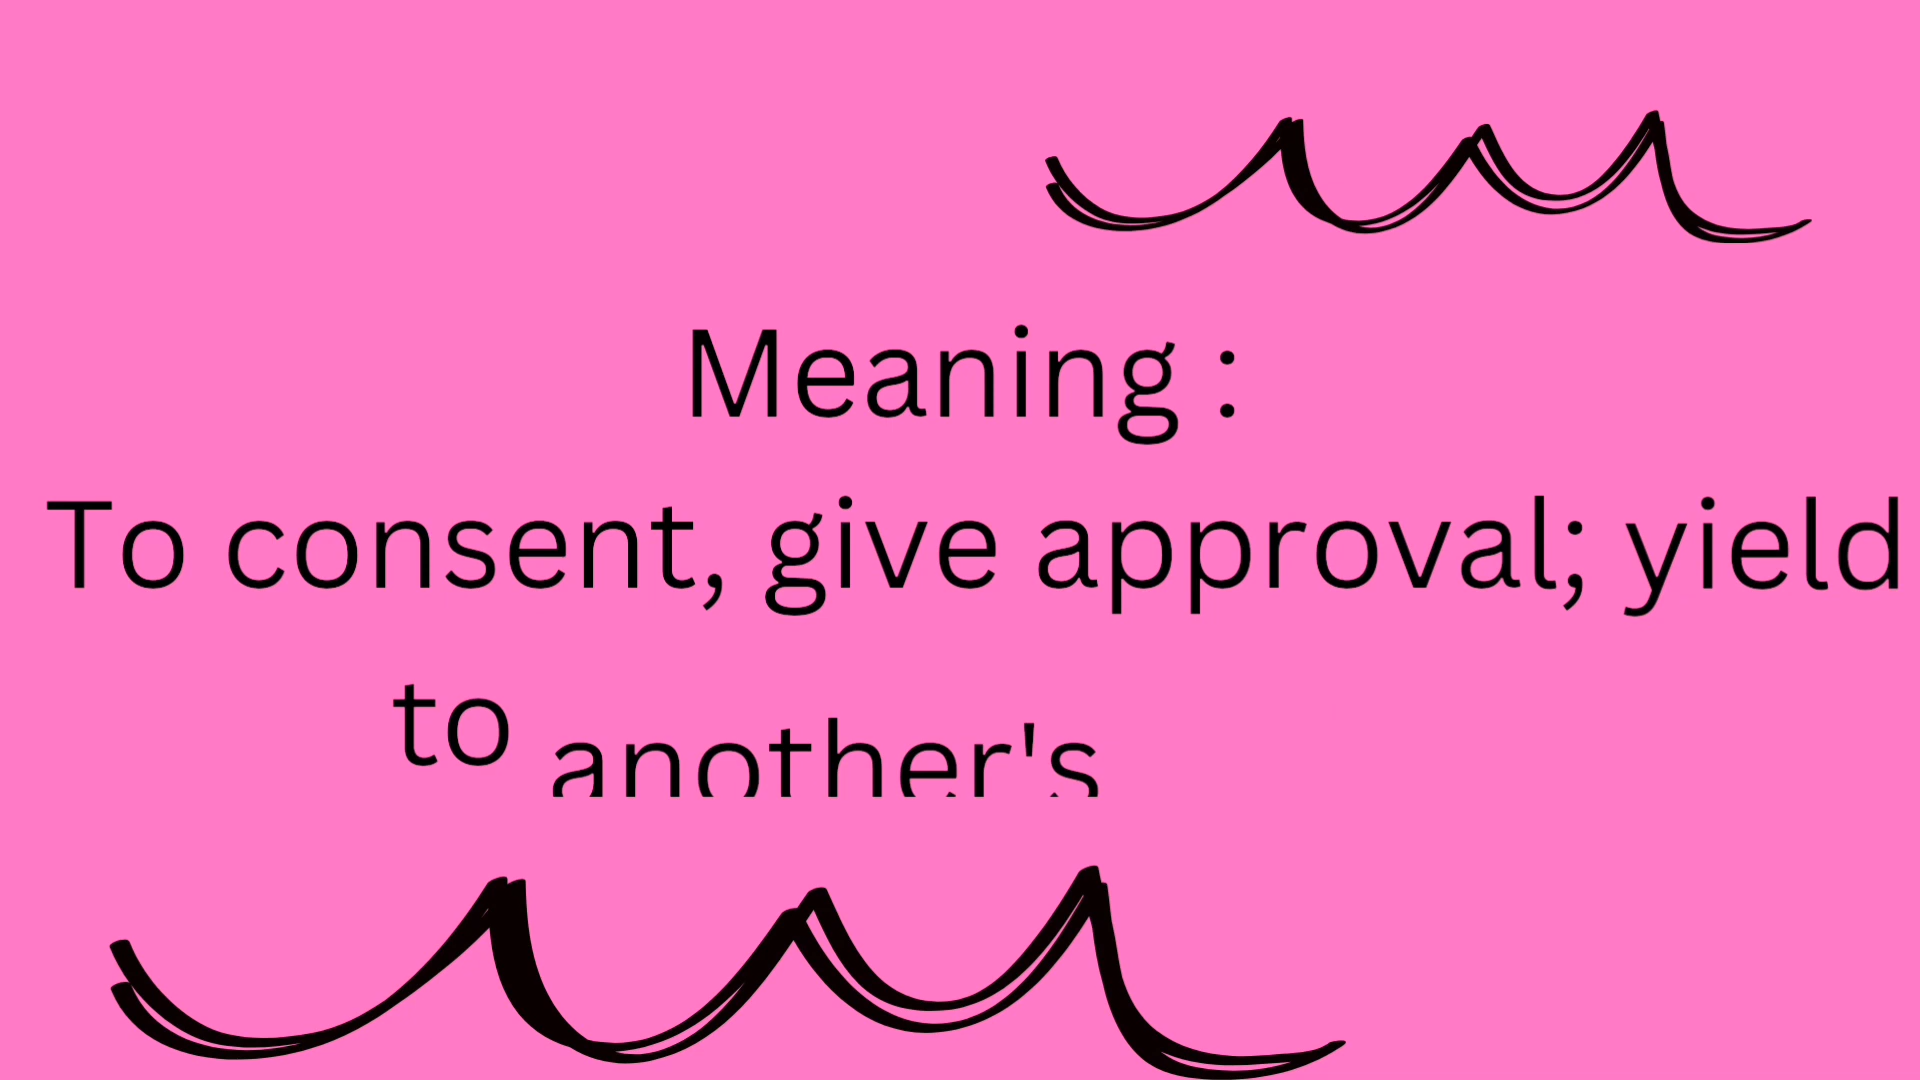 Meaning :
To consent, give approval; yield
to another's